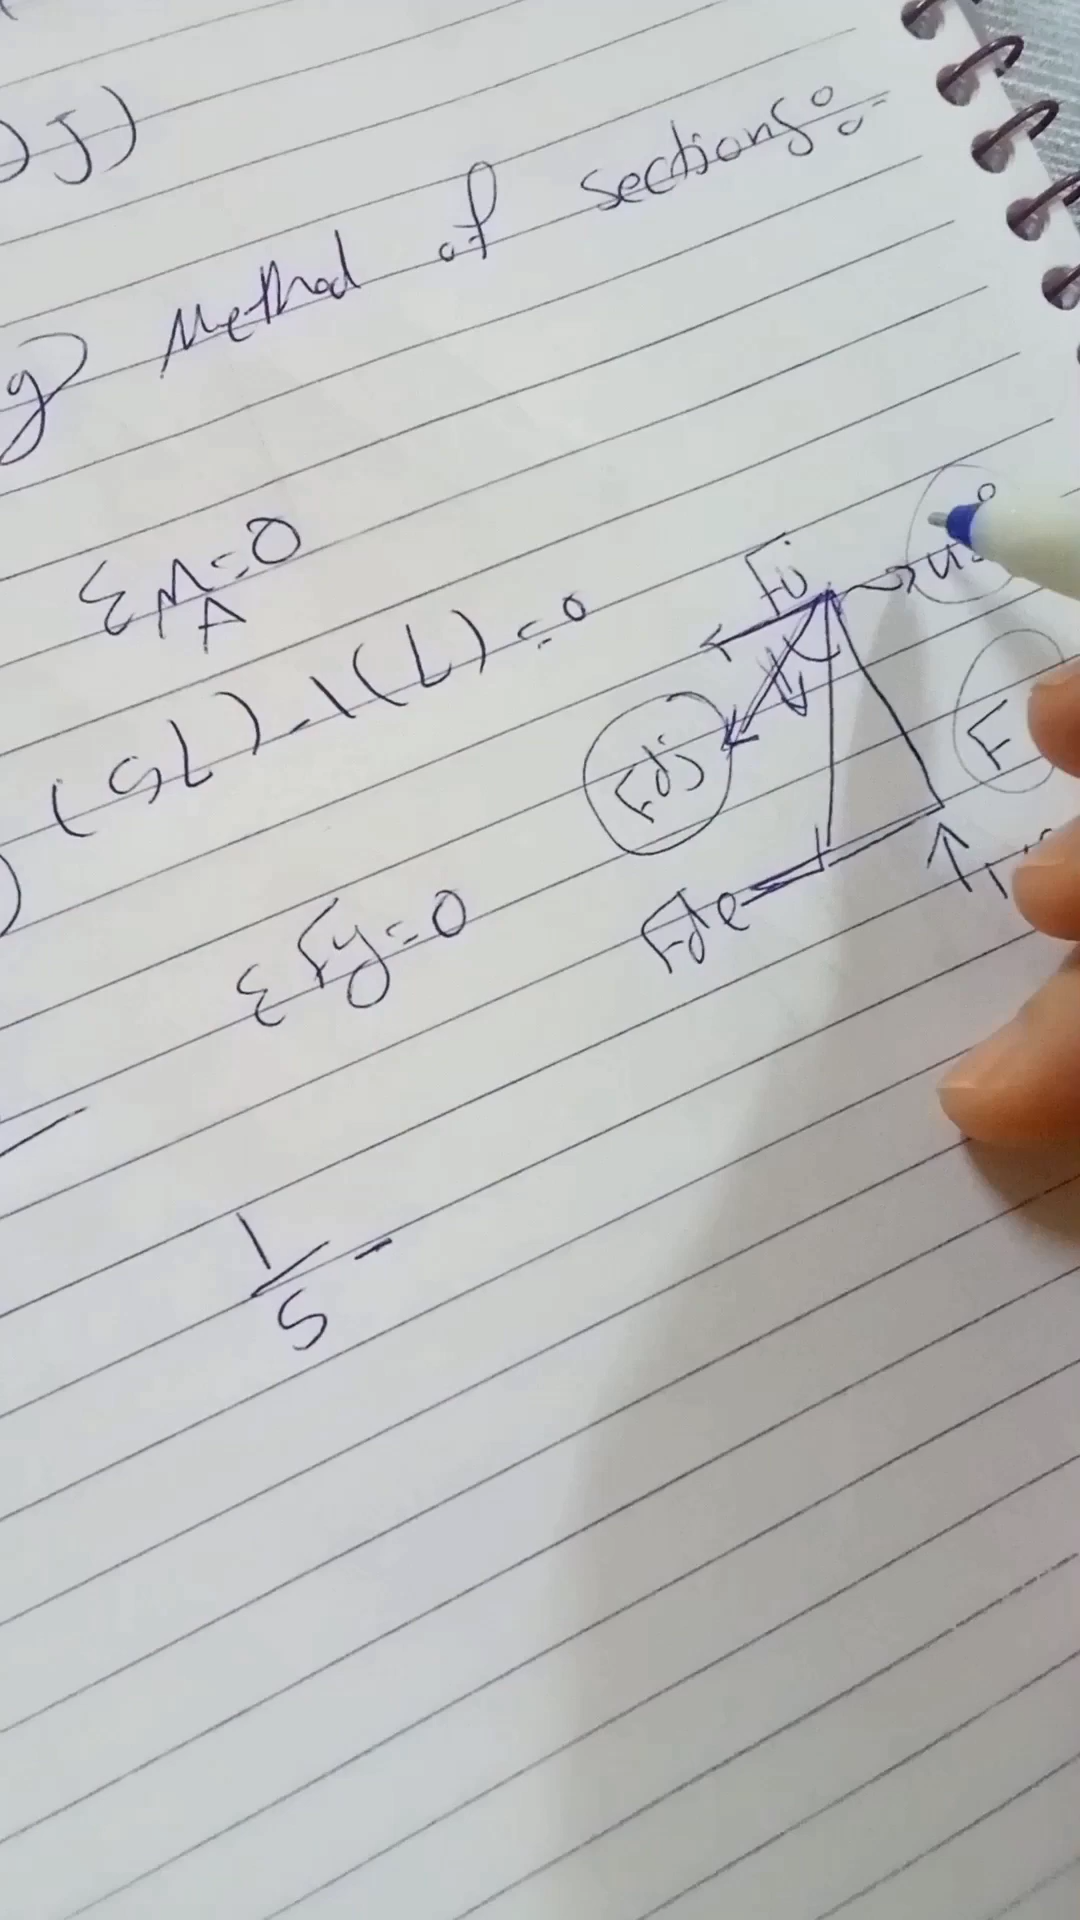 j)
Method of sections:
ΣM_A=0
(5L)-1(L)=0
ΣFy=0
1/5 -
Fij
Fdj
Fde
F